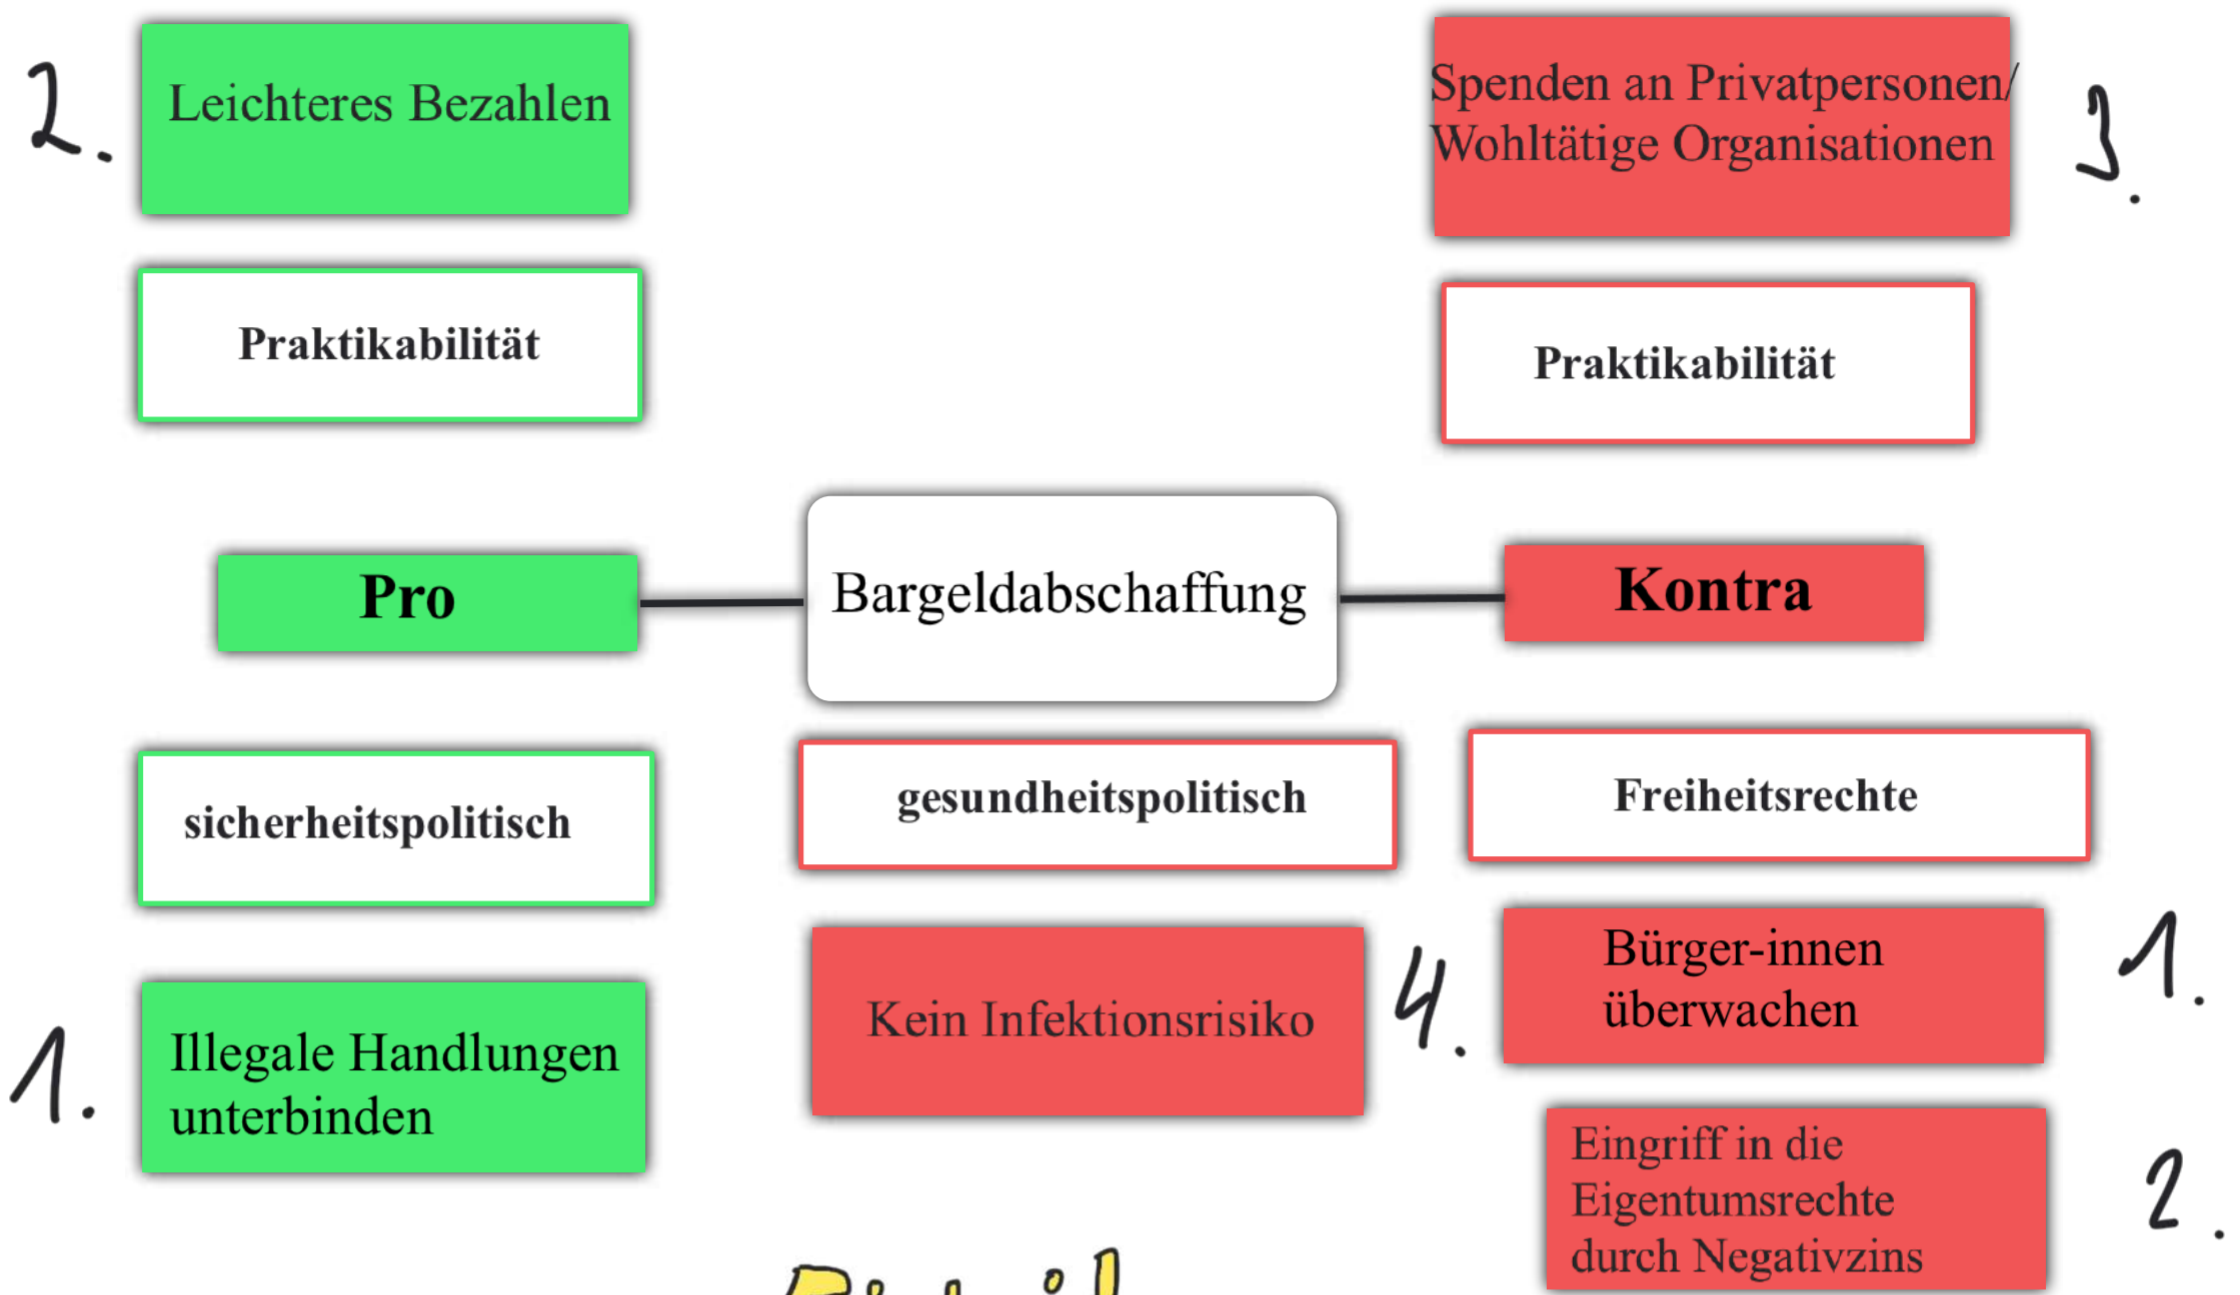 2.
Leichteres Bezahlen
Spenden an Privatpersonen/
Wohltätige Organisationen
3.
Praktikabilität
Praktikabilität
Pro
Bargeldabschaffung
Kontra
sicherheitspolitisch
gesundheitspolitisch
Freiheitsrechte
1.
Illegale Handlungen
unterbinden
Kein Infektionsrisiko
4.
Bürger-innen
überwachen
1.
Eingriff in die
Eigentumsrechte
durch Negativzins
2.